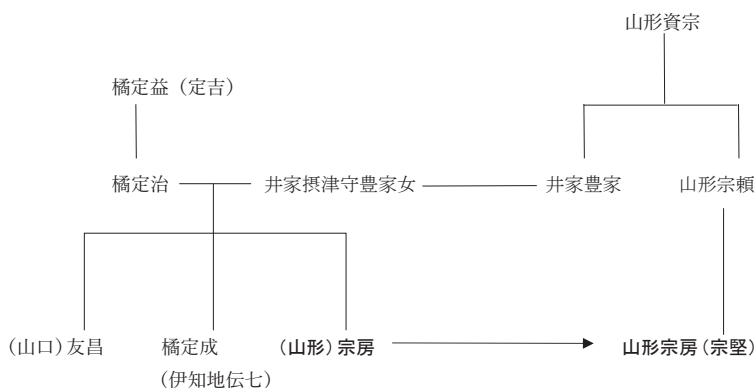 山形資宗
橘定益（定吉）
橘定治
井家摂津守豊家女
井家豊家
山形宗頼
（山口）友昌
橘定成
（伊知地伝七）
（山形）宗房
山形宗房（宗堅）